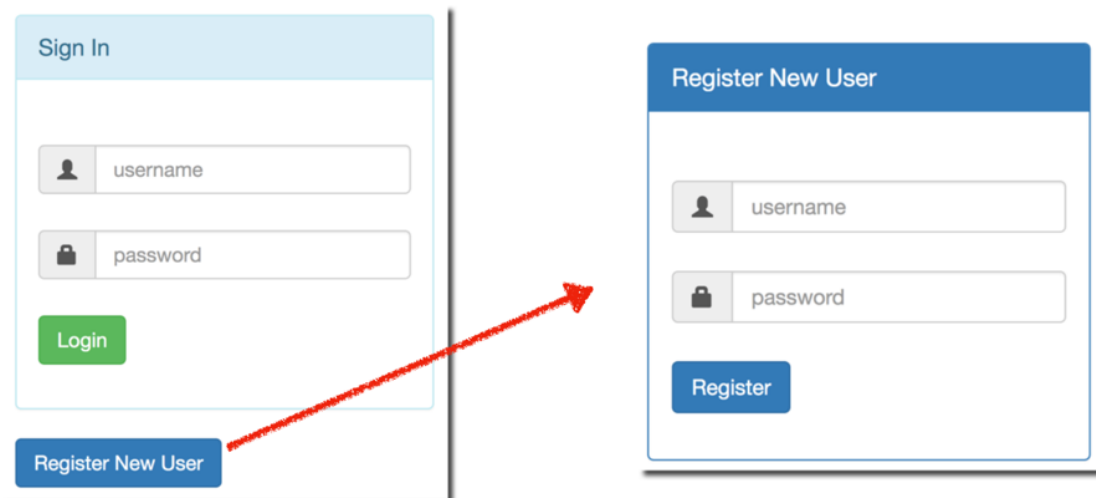 Sign In
username
password
Login
Register New User
Register New User
username
password
Register